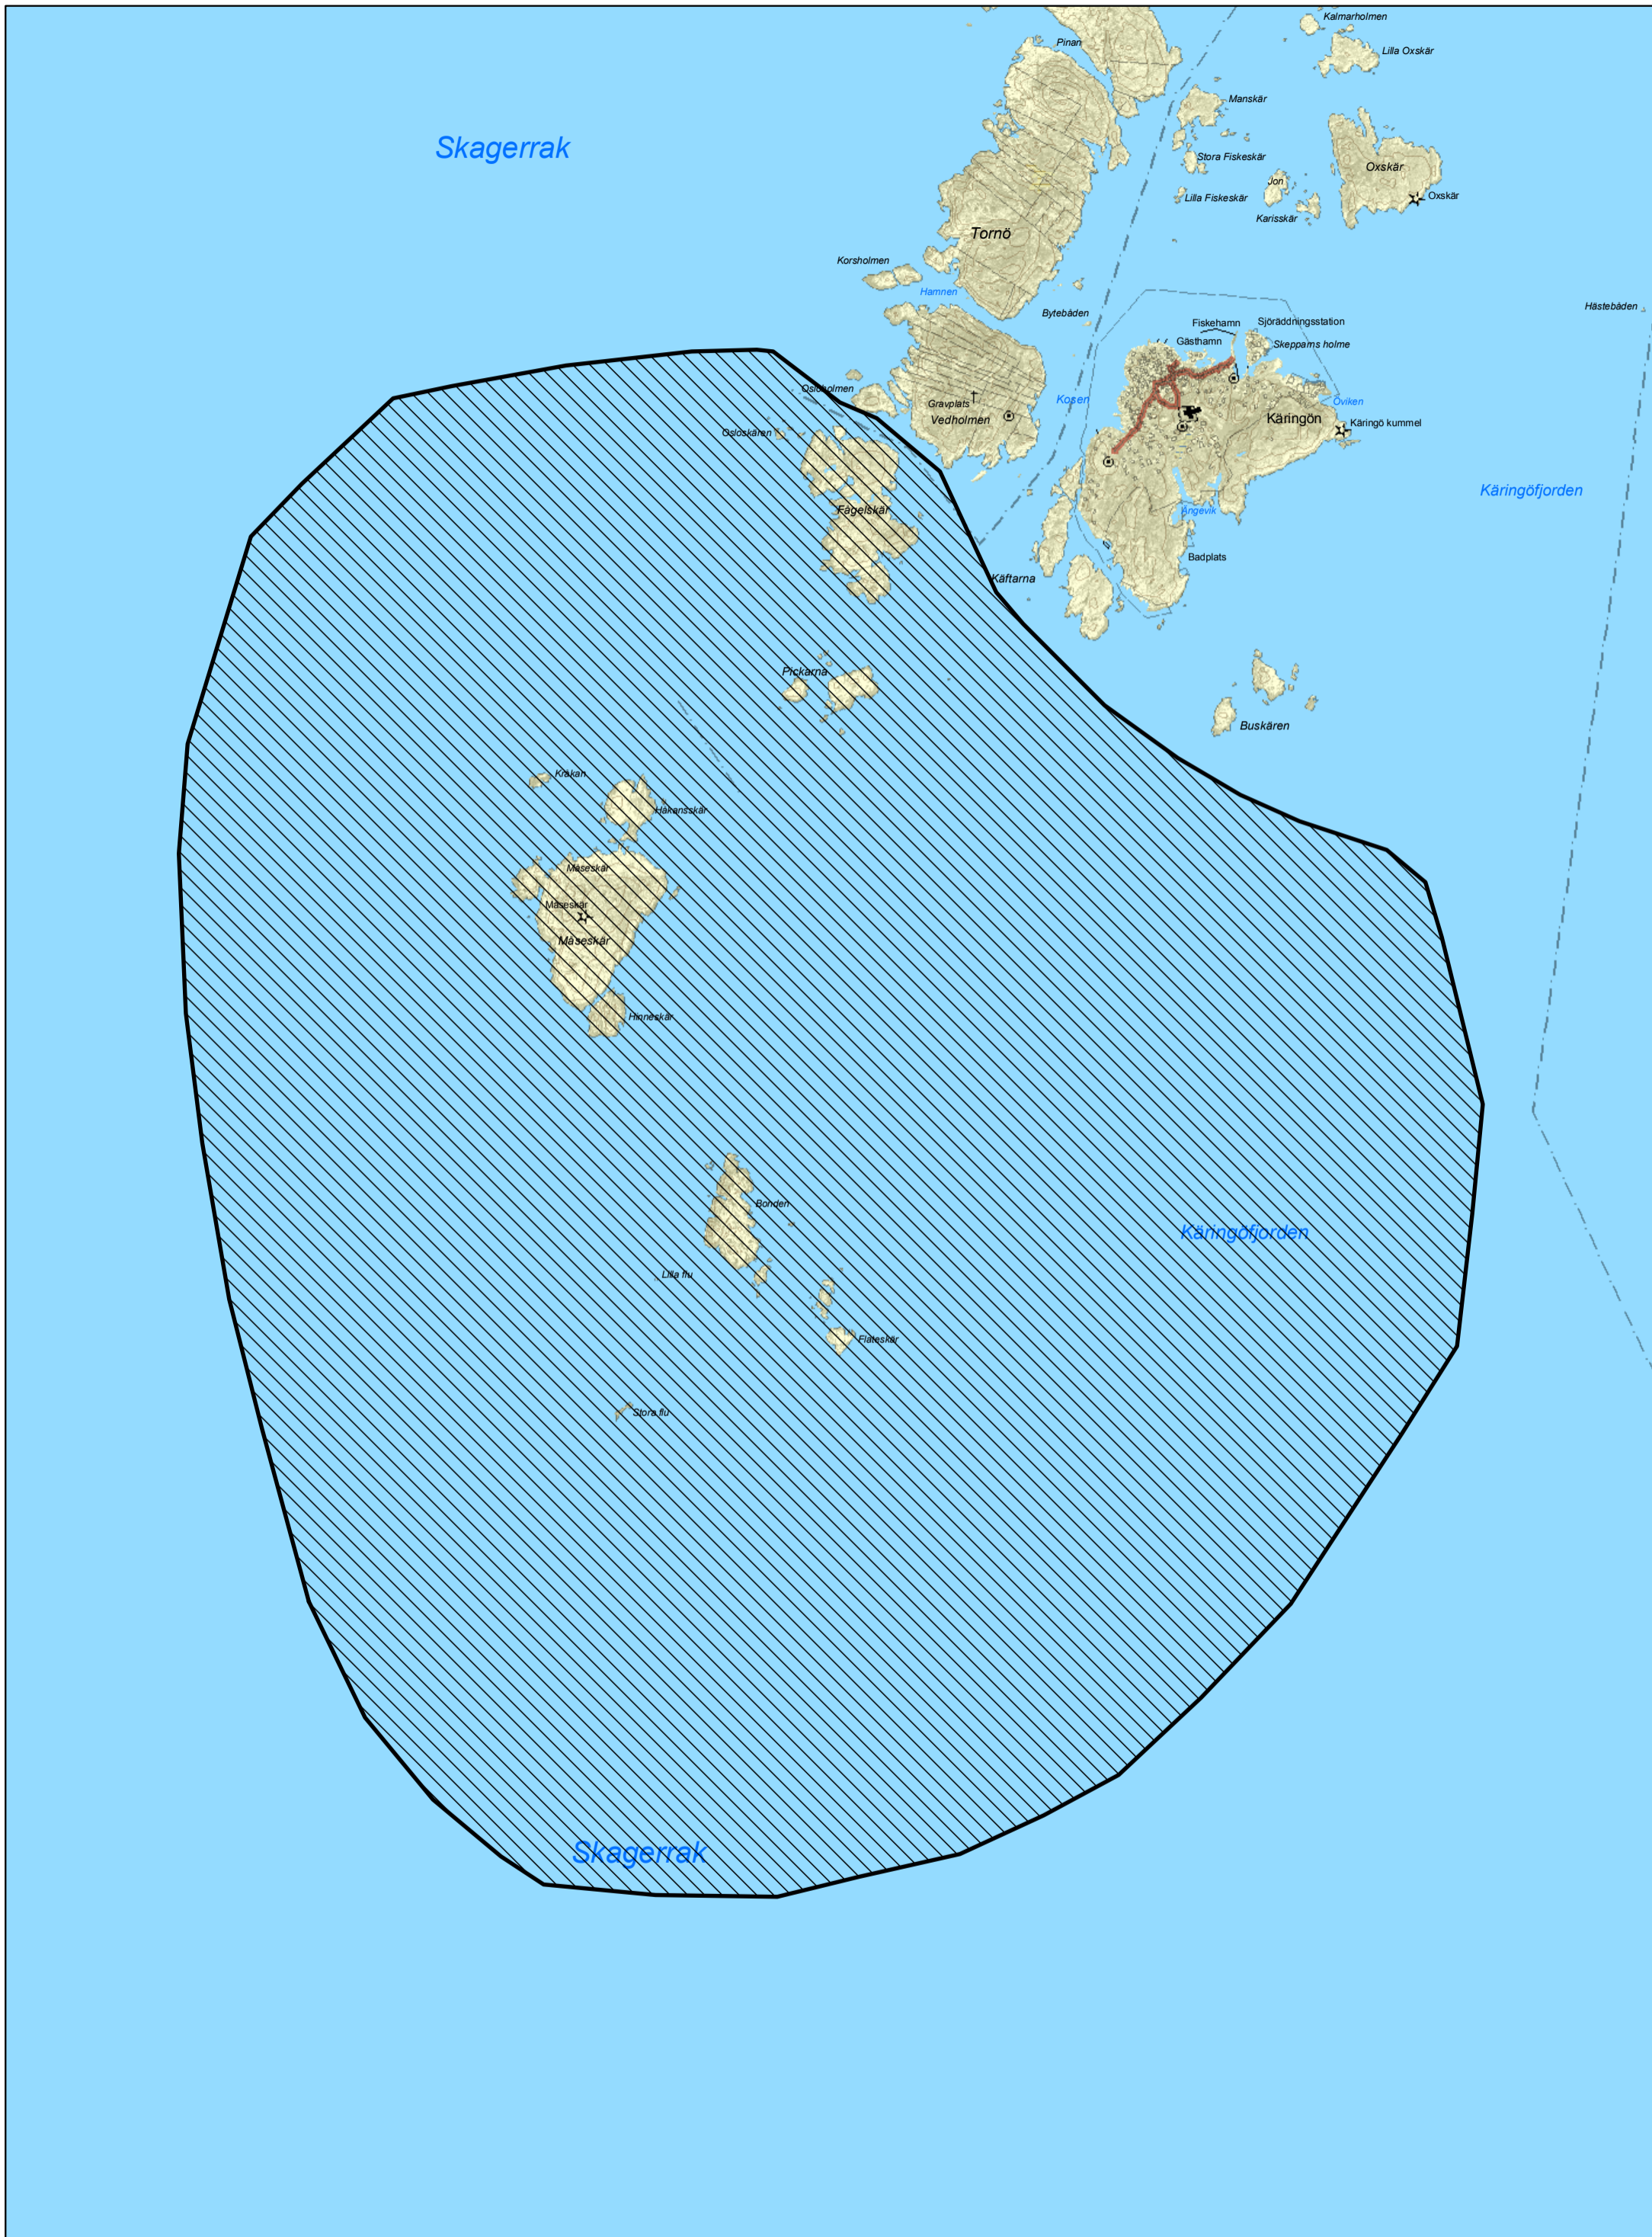 Kalmarholmen
Pinan
Lilla Oxskär
Manskär
Skagerrak
Stora Fiskeskär
Oxskär
Jon
Lilla Fiskeskär
Oxskär
Karisskär
Tornö
Korsholmen
Hamnen
Hästebåden
Bytebåden
Fiskehamn
Sjöräddningsstation
Gästhamn
Skeppams holme
Osloholmen
Gravplats
Kosen
Öviken
Vedholmen
Käringön
Käringö kummel
Osloskären
Käringöfjorden
Fågelskär
Ångevik
Badplats
Käftarna
Pickarna
Buskären
Kråkan
Håkansskär
Måseskär
Måseskär
Måseskär
Hinneskär
Bonden
Käringöfjorden
Lilla flu
Flateskär
Stora flu
Skagerrak